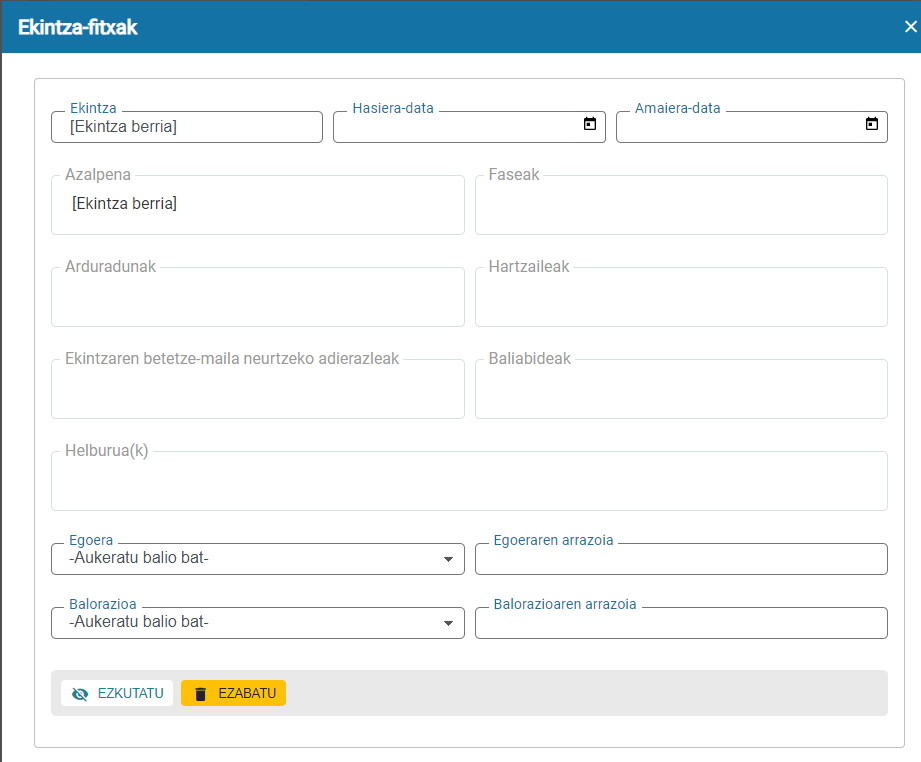 Ekintza-fitxak
Ekintza
[Ekintza berria]
Hasiera-data
Amaiera-data
Azalpena
[Ekintza berria]
Faseak
Arduradunak
Hartzaileak
Ekintzaren betetze-maila neurtzeko adierazleak
Baliabideak
Helburua(k)
Egoera
-Aukeratu balio bat-
Egoeraren arrazoia
Balorazioa
-Aukeratu balio bat-
Balorazioaren arrazoia
EZKUTATU
EZABATU